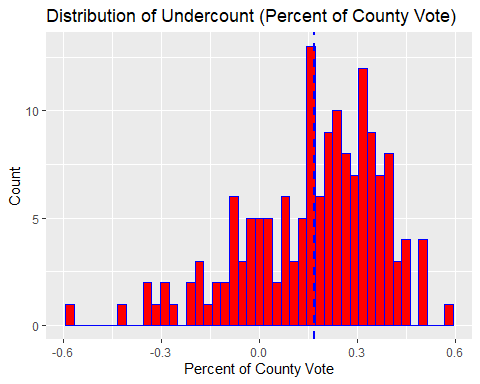 Distribution of Undercount (Percent of County Vote)
10
5
0
Count
-0.6 -0.3 0.0 0.3 0.6
Percent of County Vote